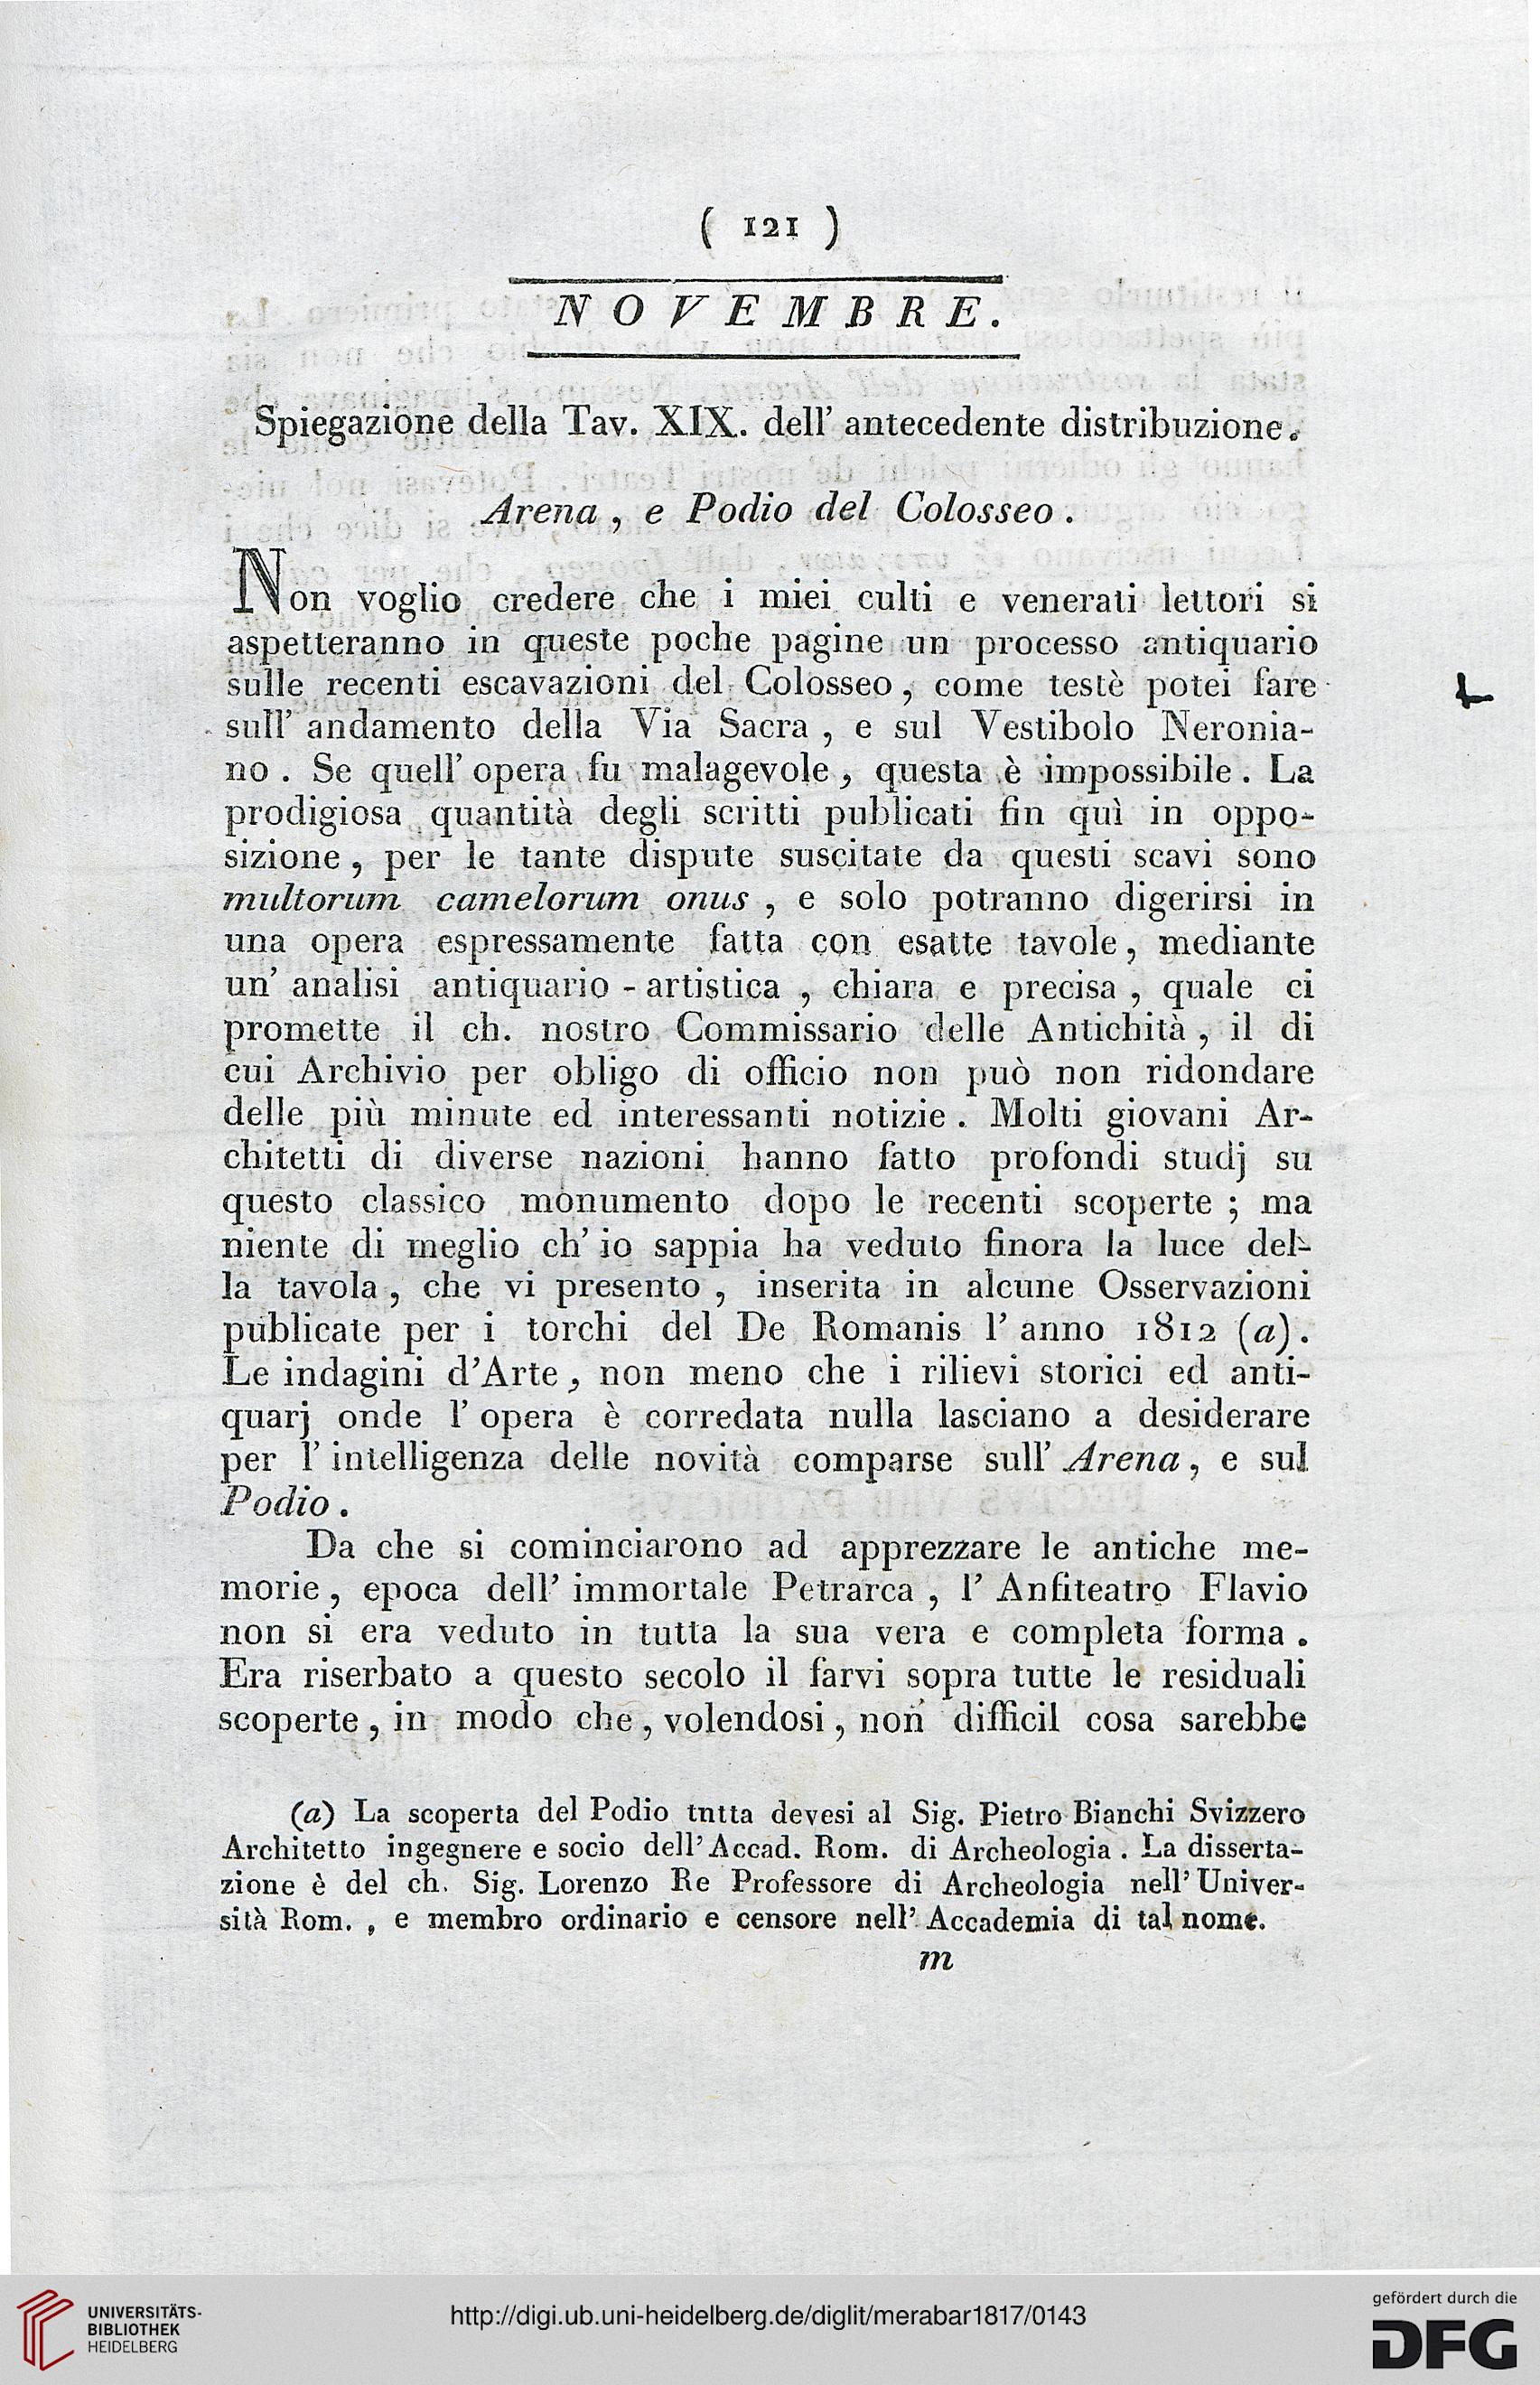 ( 121 )
NOVEMBRE.
Spiegazione della Tav. XIX. dell' antecedente distribuzione.
Arena , e Podio del Colosseo .
Non voglio credere che i miei culti e venerati lettori si
aspetteranno in queste poche pagine un processo antiquario
sulle recenti escavazioni del Colosseo , come testè potei fare
sull' andamento della Via Sacra , e sul Vestibolo Neronia-
no . Se quell' opera fu malagevole , questa è impossibile . La
prodigiosa quantità degli scritti publicati fin quì in oppo-
sizione , per le tante dispute suscitate da questi scavi sono
multorum camelorum onus , e solo potranno digerirsi in
una opera espressamente fatta con esatte tavole , mediante
un' analisi antiquario - artistica , chiara e precisa , quale ci
promette il ch. nostro Commissario delle Antichità , il di
cui Archivio per obligo di officio non può non ridondare
delle più minute ed interessanti notizie . Molti giovani Ar-
chitetti di diverse nazioni hanno fatto profondi studj su
questo classico monumento dopo le recenti scoperte ; ma
niente di meglio ch' io sappia ha veduto finora la luce del-
la tavola , che vi presento , inserita in alcune Osservazioni
publicate per i torchi del De Romanis l' anno 1812 (a).
Le indagini d'Arte , non meno che i rilievi storici ed anti-
quarj onde l' opera è corredata nulla lasciano a desiderare
per l' intelligenza delle novità comparse sull' Arena , e sul
Podio .
Da che si cominciarono ad apprezzare le antiche me-
morie , epoca dell' immortale Petrarca , l' Anfiteatro Flavio
non si era veduto in tutta la sua vera e completa forma .
Era riserbato a questo secolo il farvi sopra tutte le residuali
scoperte , in modo che , volendosi , non difficil cosa sarebbe
(a) La scoperta del Podio tntta devesi al Sig. Pietro Bianchi Svizzero
Architetto ingegnere e socio dell' Accad. Rom. di Archeologia . La disserta-
zione è del ch. Sig. Lorenzo Re Professore di Archeologia nell' Univer-
sità Rom. , e membro ordinario e censore nell' Accademia di tal nome.
m
UNIVERSITÄTS-
BIBLIOTHEK
HEIDELBERG
http://digi.ub.uni-heidelberg.de/diglit/merabar1817/0143
gefördert durch die
DFG